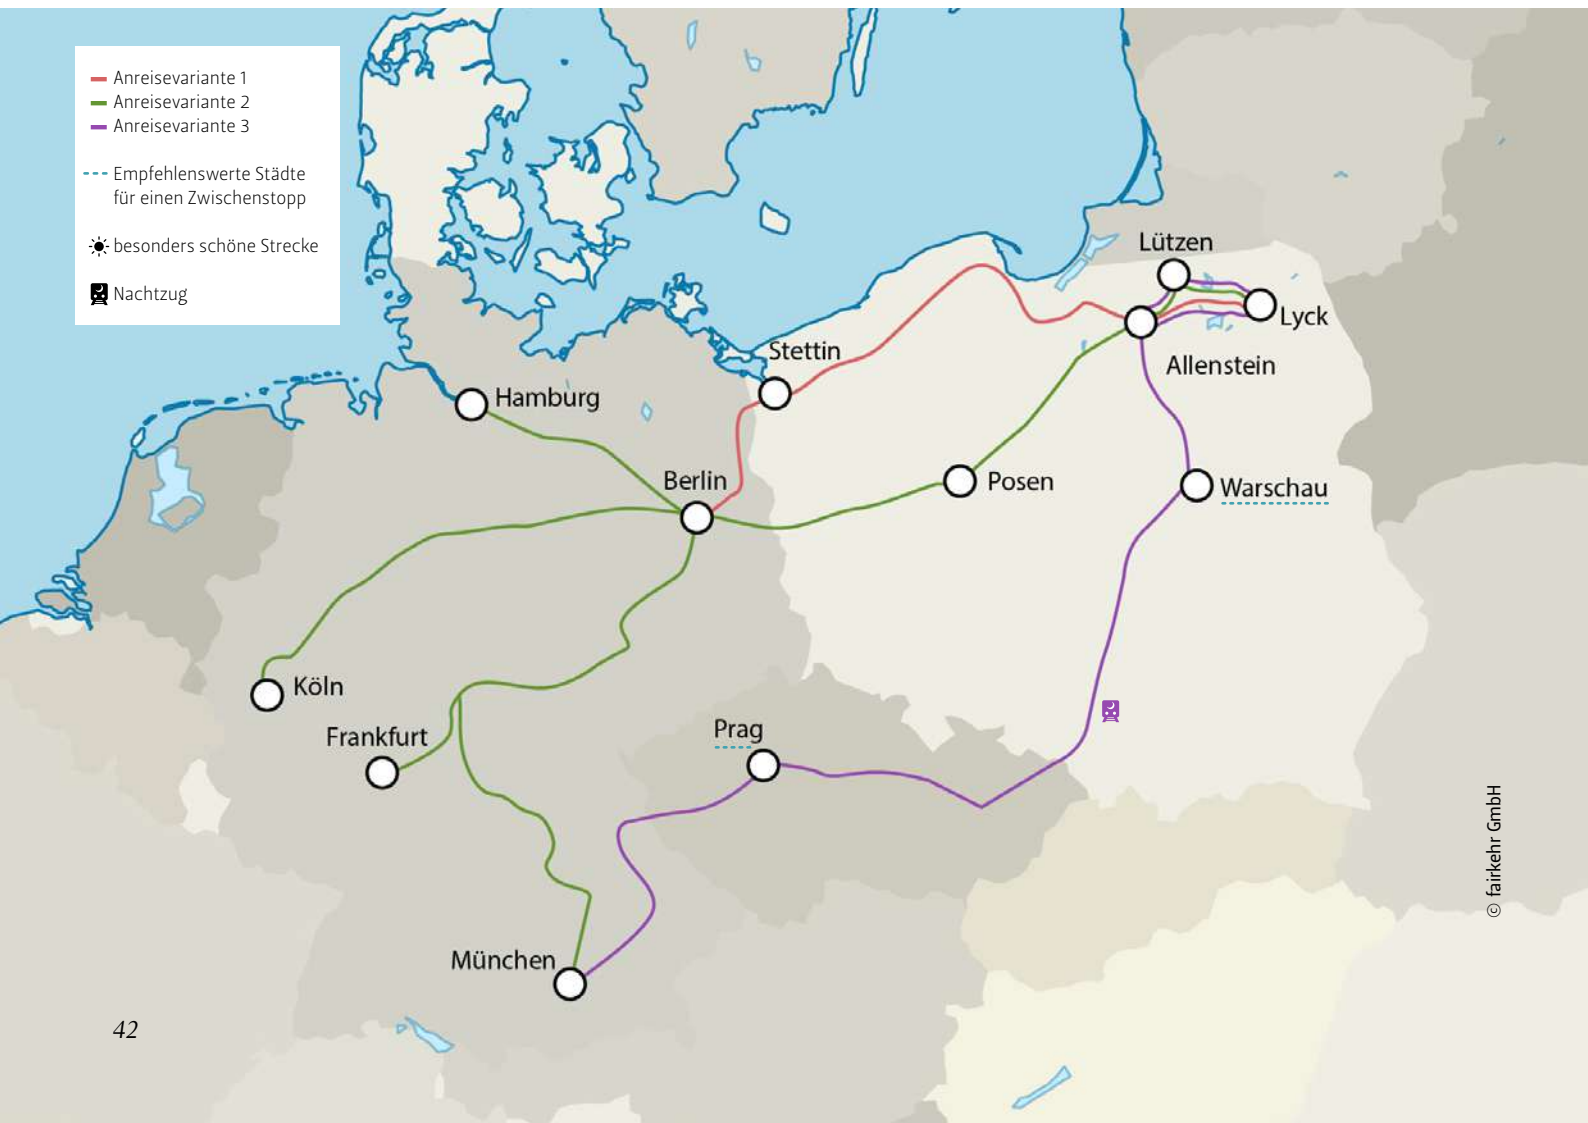 Anreisevariante 1
Anreisevariante 2
Anreisevariante 3
Empfehlenswerte Städte
für einen Zwischenstopp
besonders schöne Strecke
Nachtzug
Lützen
Lyck
Allenstein
Stettin
Hamburg
Berlin
Posen
Warschau
Köln
Frankfurt
Prag
München
© fairkehr GmbH
42